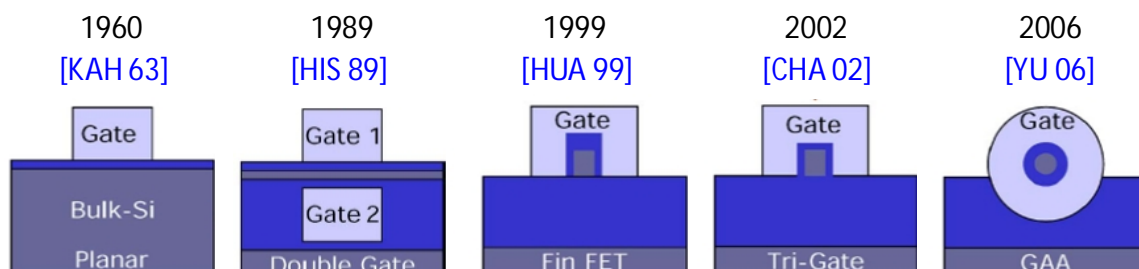 1960 1989 1999 2002 2006
[KAH 63] [HIS 89] [HUA 99] [CHA 02] [YU 06]
Gate Gate 1 Gate Gate Gate
Bulk-Si Gate 2
Planar Double Gate Fin FET Tri-Gate GAA